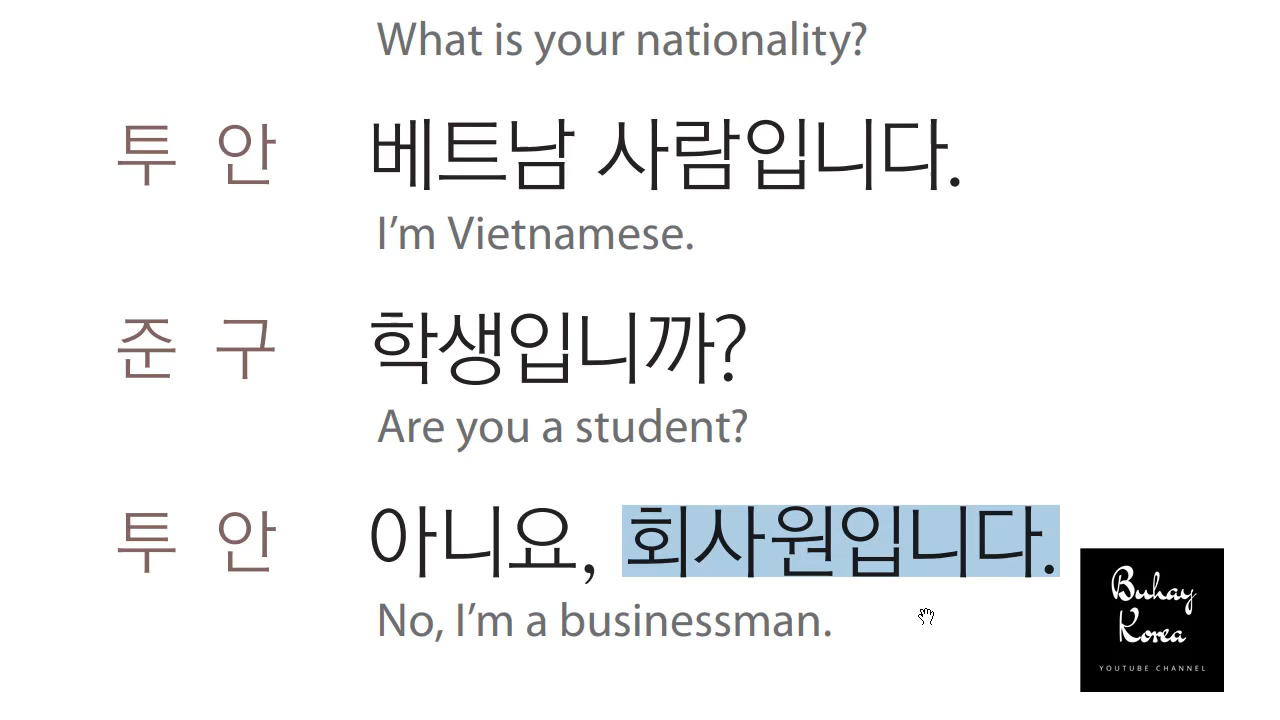 What is your nationality?
투 안 베트남 사람입니다.
I'm Vietnamese.
준 구 학생입니까?
Are you a student?
투 안 아니요, 회사원입니다.
No, I'm a businessman.
Buhay
Korea
YOUTUBE CHANNEL